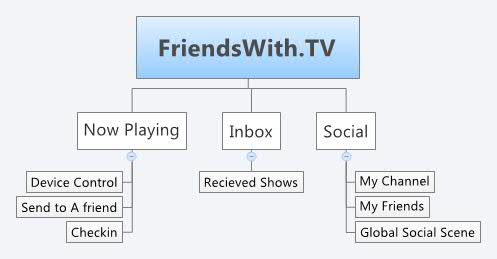 FriendsWith.TV
Now Playing
Inbox
Social
Device Control
Send to A friend
Checkin
Recieved Shows
My Channel
My Friends
Global Social Scene